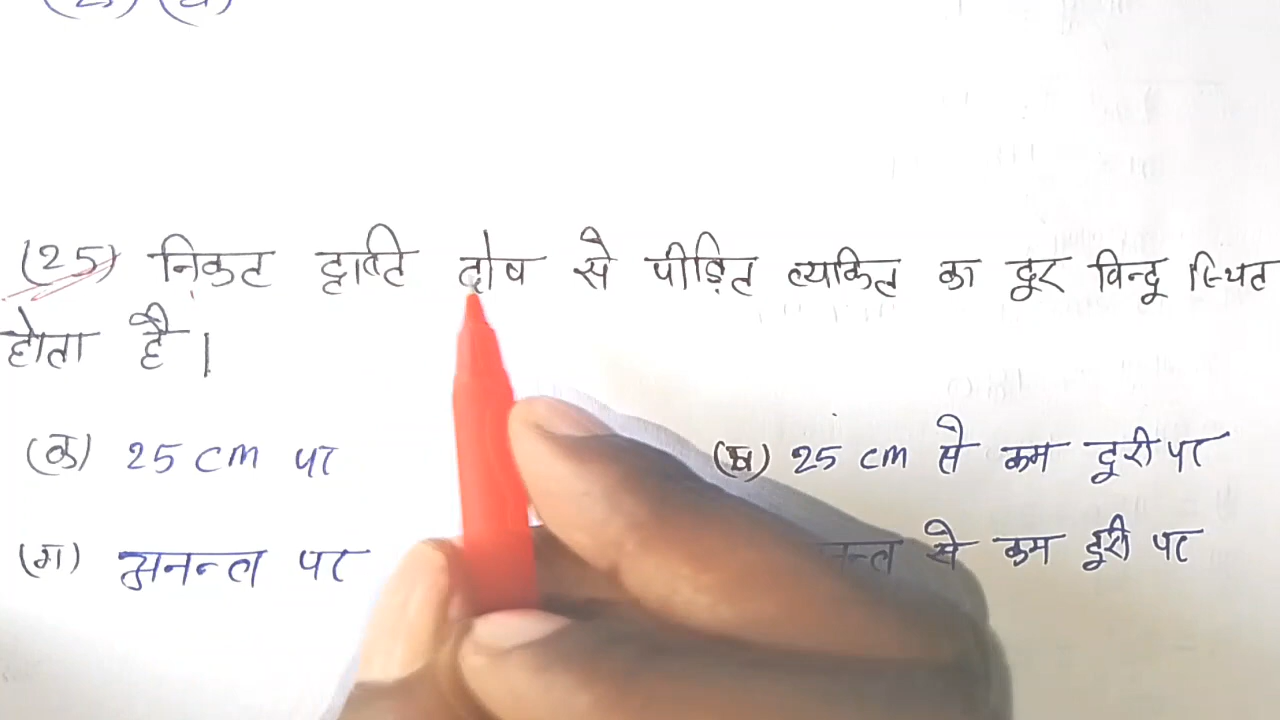 (25) निकट दृष्टि दोष से पीड़ित व्यक्ति का दूर विन्दू स्थित
होता है।
(क) 25 cm पर
(ख) 25 cm से कम दूरी पर
(ग) अनन्त पर
से कम दूरी पर